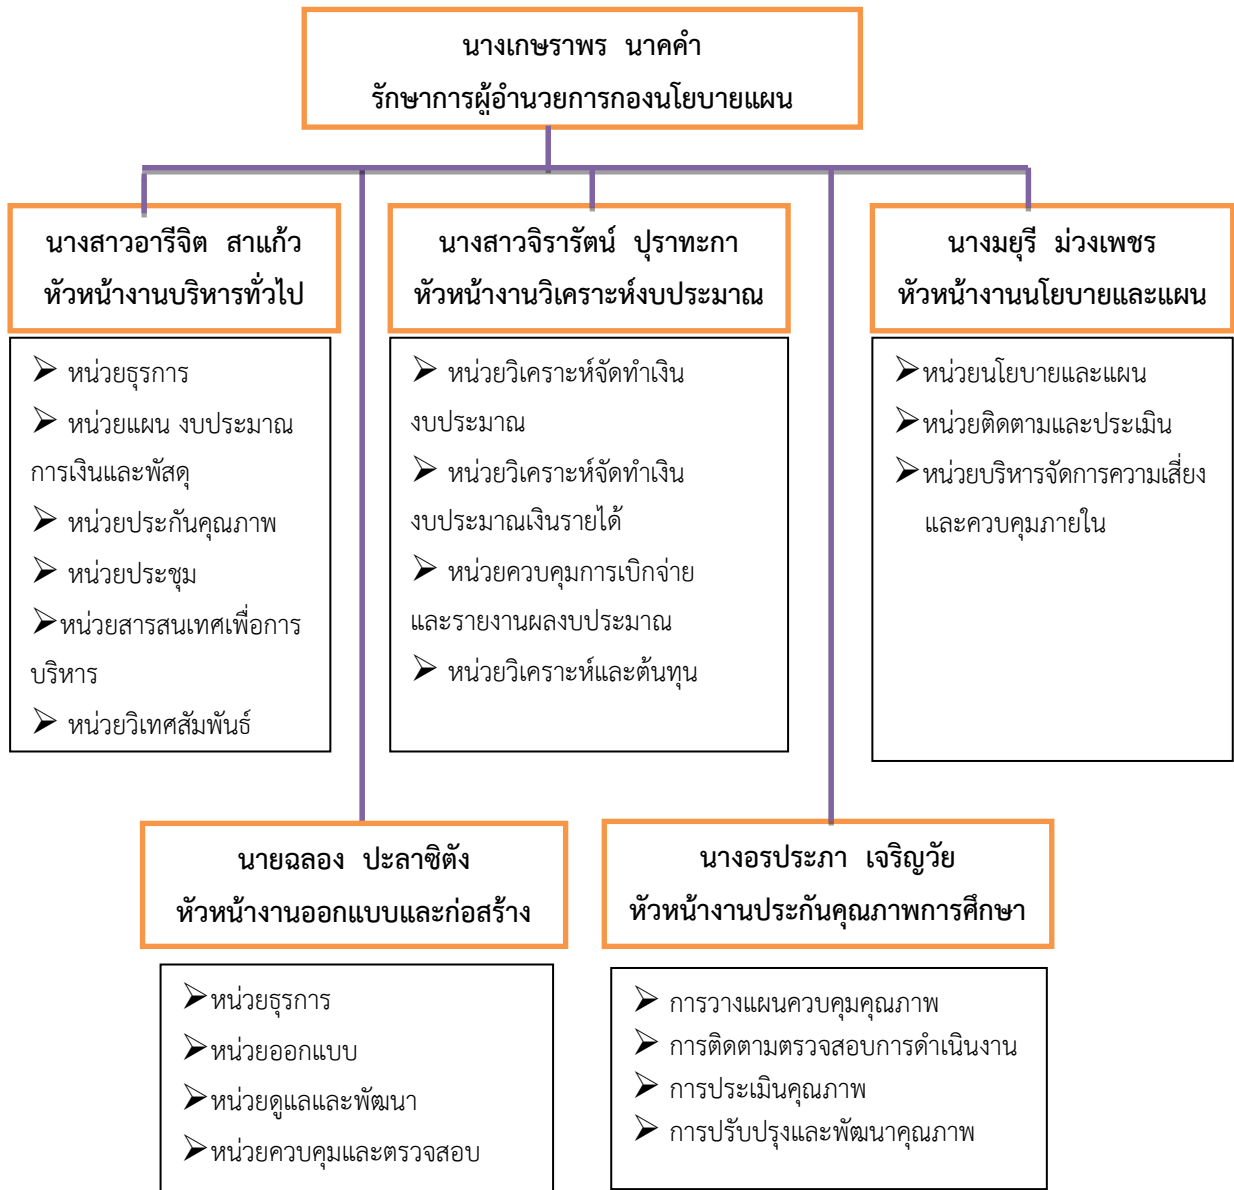 นางเกษราพร นาคคำ
รักษาการผู้อำนวยการกองนโยบายแผน
นางสาวอารีจิต สาแก้ว
หัวหน้างานบริหารทั่วไป
➢ หน่วยธุรการ
➢ หน่วยแผน งบประมาณ
การเงินและพัสดุ
➢ หน่วยประกันคุณภาพ
➢ หน่วยประชุม
➢หน่วยสารสนเทศเพื่อการ
บริหาร
➢ หน่วยวิเทศสัมพันธ์
นางสาวจิรารัตน์ ปุราทะกา
หัวหน้างานวิเคราะห์งบประมาณ
➢ หน่วยวิเคราะห์จัดทำเงิน
งบประมาณ
➢ หน่วยวิเคราะห์จัดทำเงิน
งบประมาณเงินรายได้
➢ หน่วยควบคุมการเบิกจ่าย
และรายงานผลงบประมาณ
➢ หน่วยวิเคราะห์และต้นทุน
นางมยุรี ม่วงเพชร
หัวหน้างานนโยบายและแผน
➢หน่วยนโยบายและแผน
➢หน่วยติดตามและประเมิน
➢หน่วยบริหารจัดการความเสี่ยง
และควบคุมภายใน
นายฉลอง ปะลาซิตัง
หัวหน้างานออกแบบและก่อสร้าง
➢หน่วยธุรการ
➢หน่วยออกแบบ
➢หน่วยดูแลและพัฒนา
➢หน่วยควบคุมและตรวจสอบ
นางอรประภา เจริญวัย
หัวหน้างานประกันคุณภาพการศึกษา
➢ การวางแผนควบคุมคุณภาพ
➢ การติดตามตรวจสอบการดำเนินงาน
➢ การประเมินคุณภาพ
➢ การปรับปรุงและพัฒนาคุณภาพ